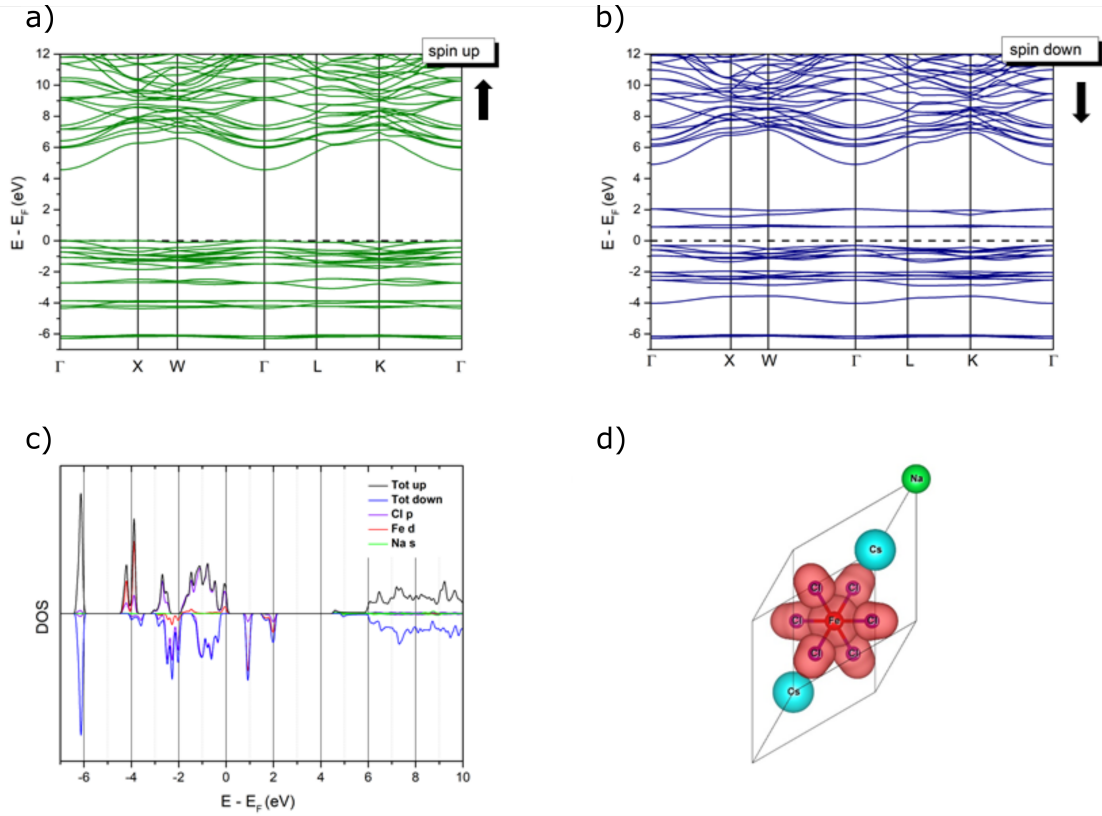 a)
b)
spin up
spin down
12
10
8
6
4
2
0
-2
-4
-6
E - E_F (eV)
Γ X W Γ L K Γ
12
10
8
6
4
2
0
-2
-4
-6
E - E_F (eV)
Γ X W Γ L K Γ
c)
d)
Tot up
Tot down
Cl p
Fe d
Na s
DOS
-6 -4 -2 0 2 4 6 8 10
E - E_F (eV)
Na
Cs
Cl Cl
Cl Fe Cl
Cl Cl
Cs